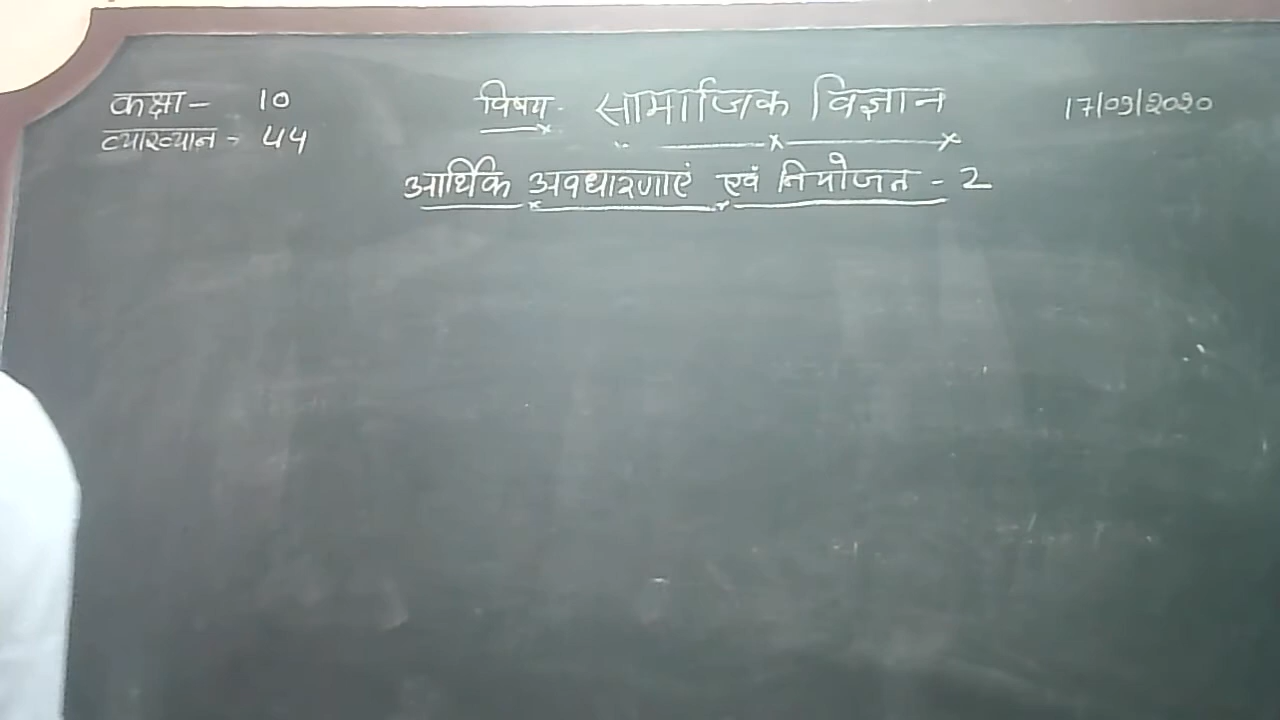 कक्षा - 10 विषय - सामाजिक विज्ञान 17/09/2020
व्याख्यान - 44
आर्थिक अवधारणाएं एवं नियोजन - 2